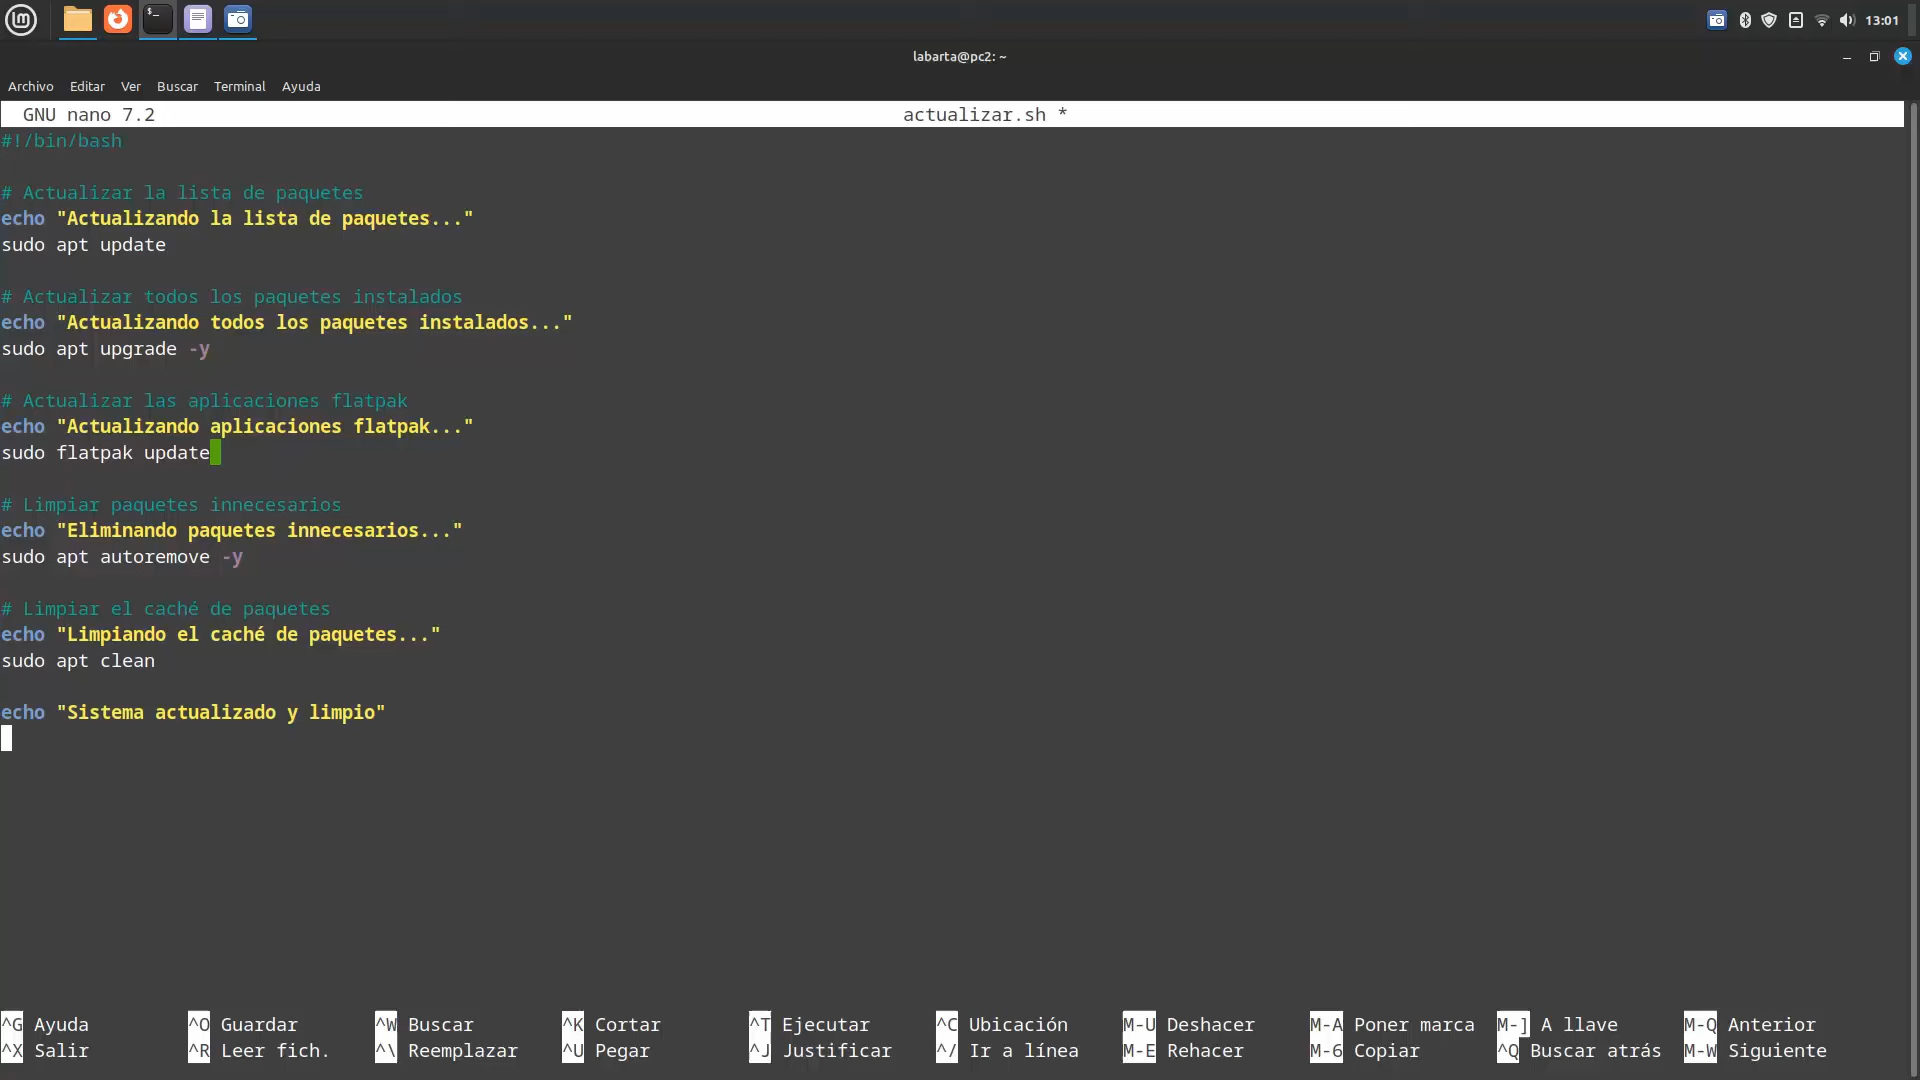 13:01
labarta@pc2: ~
Archivo Editar Ver Buscar Terminal Ayuda
GNU nano 7.2 actualizar.sh *
#!/bin/bash
# Actualizar la lista de paquetes
echo "Actualizando la lista de paquetes..."
sudo apt update
# Actualizar todos los paquetes instalados
echo "Actualizando todos los paquetes instalados..."
sudo apt upgrade -y
# Actualizar las aplicaciones flatpak
echo "Actualizando aplicaciones flatpak..."
sudo flatpak update
# Limpiar paquetes innecesarios
echo "Eliminando paquetes innecesarios..."
sudo apt autoremove -y
# Limpiar el caché de paquetes
echo "Limpiando el caché de paquetes..."
sudo apt clean
echo "Sistema actualizado y limpio"
^G Ayuda ^O Guardar ^W Buscar ^K Cortar ^T Ejecutar ^C Ubicación M-U Deshacer M-A Poner marca M-] A llave M-Q Anterior
^X Salir ^R Leer fich. ^\ Reemplazar ^U Pegar ^J Justificar ^/ Ir a línea M-E Rehacer M-6 Copiar ^Q Buscar atrás M-W Siguiente